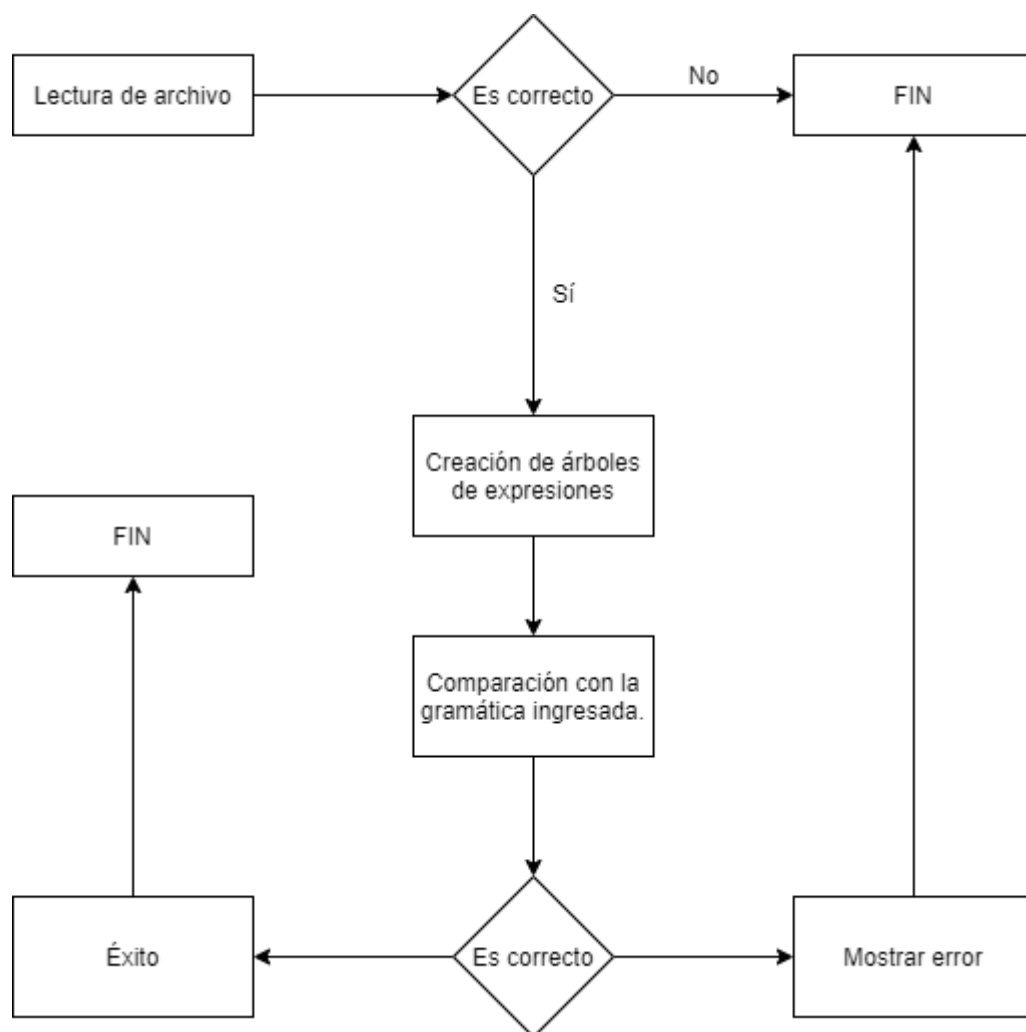 Lectura de archivo
Es correcto
No
FIN
Sí
Creación de árboles
de expresiones
FIN
Comparación con la
gramática ingresada.
Éxito
Es correcto
Mostrar error